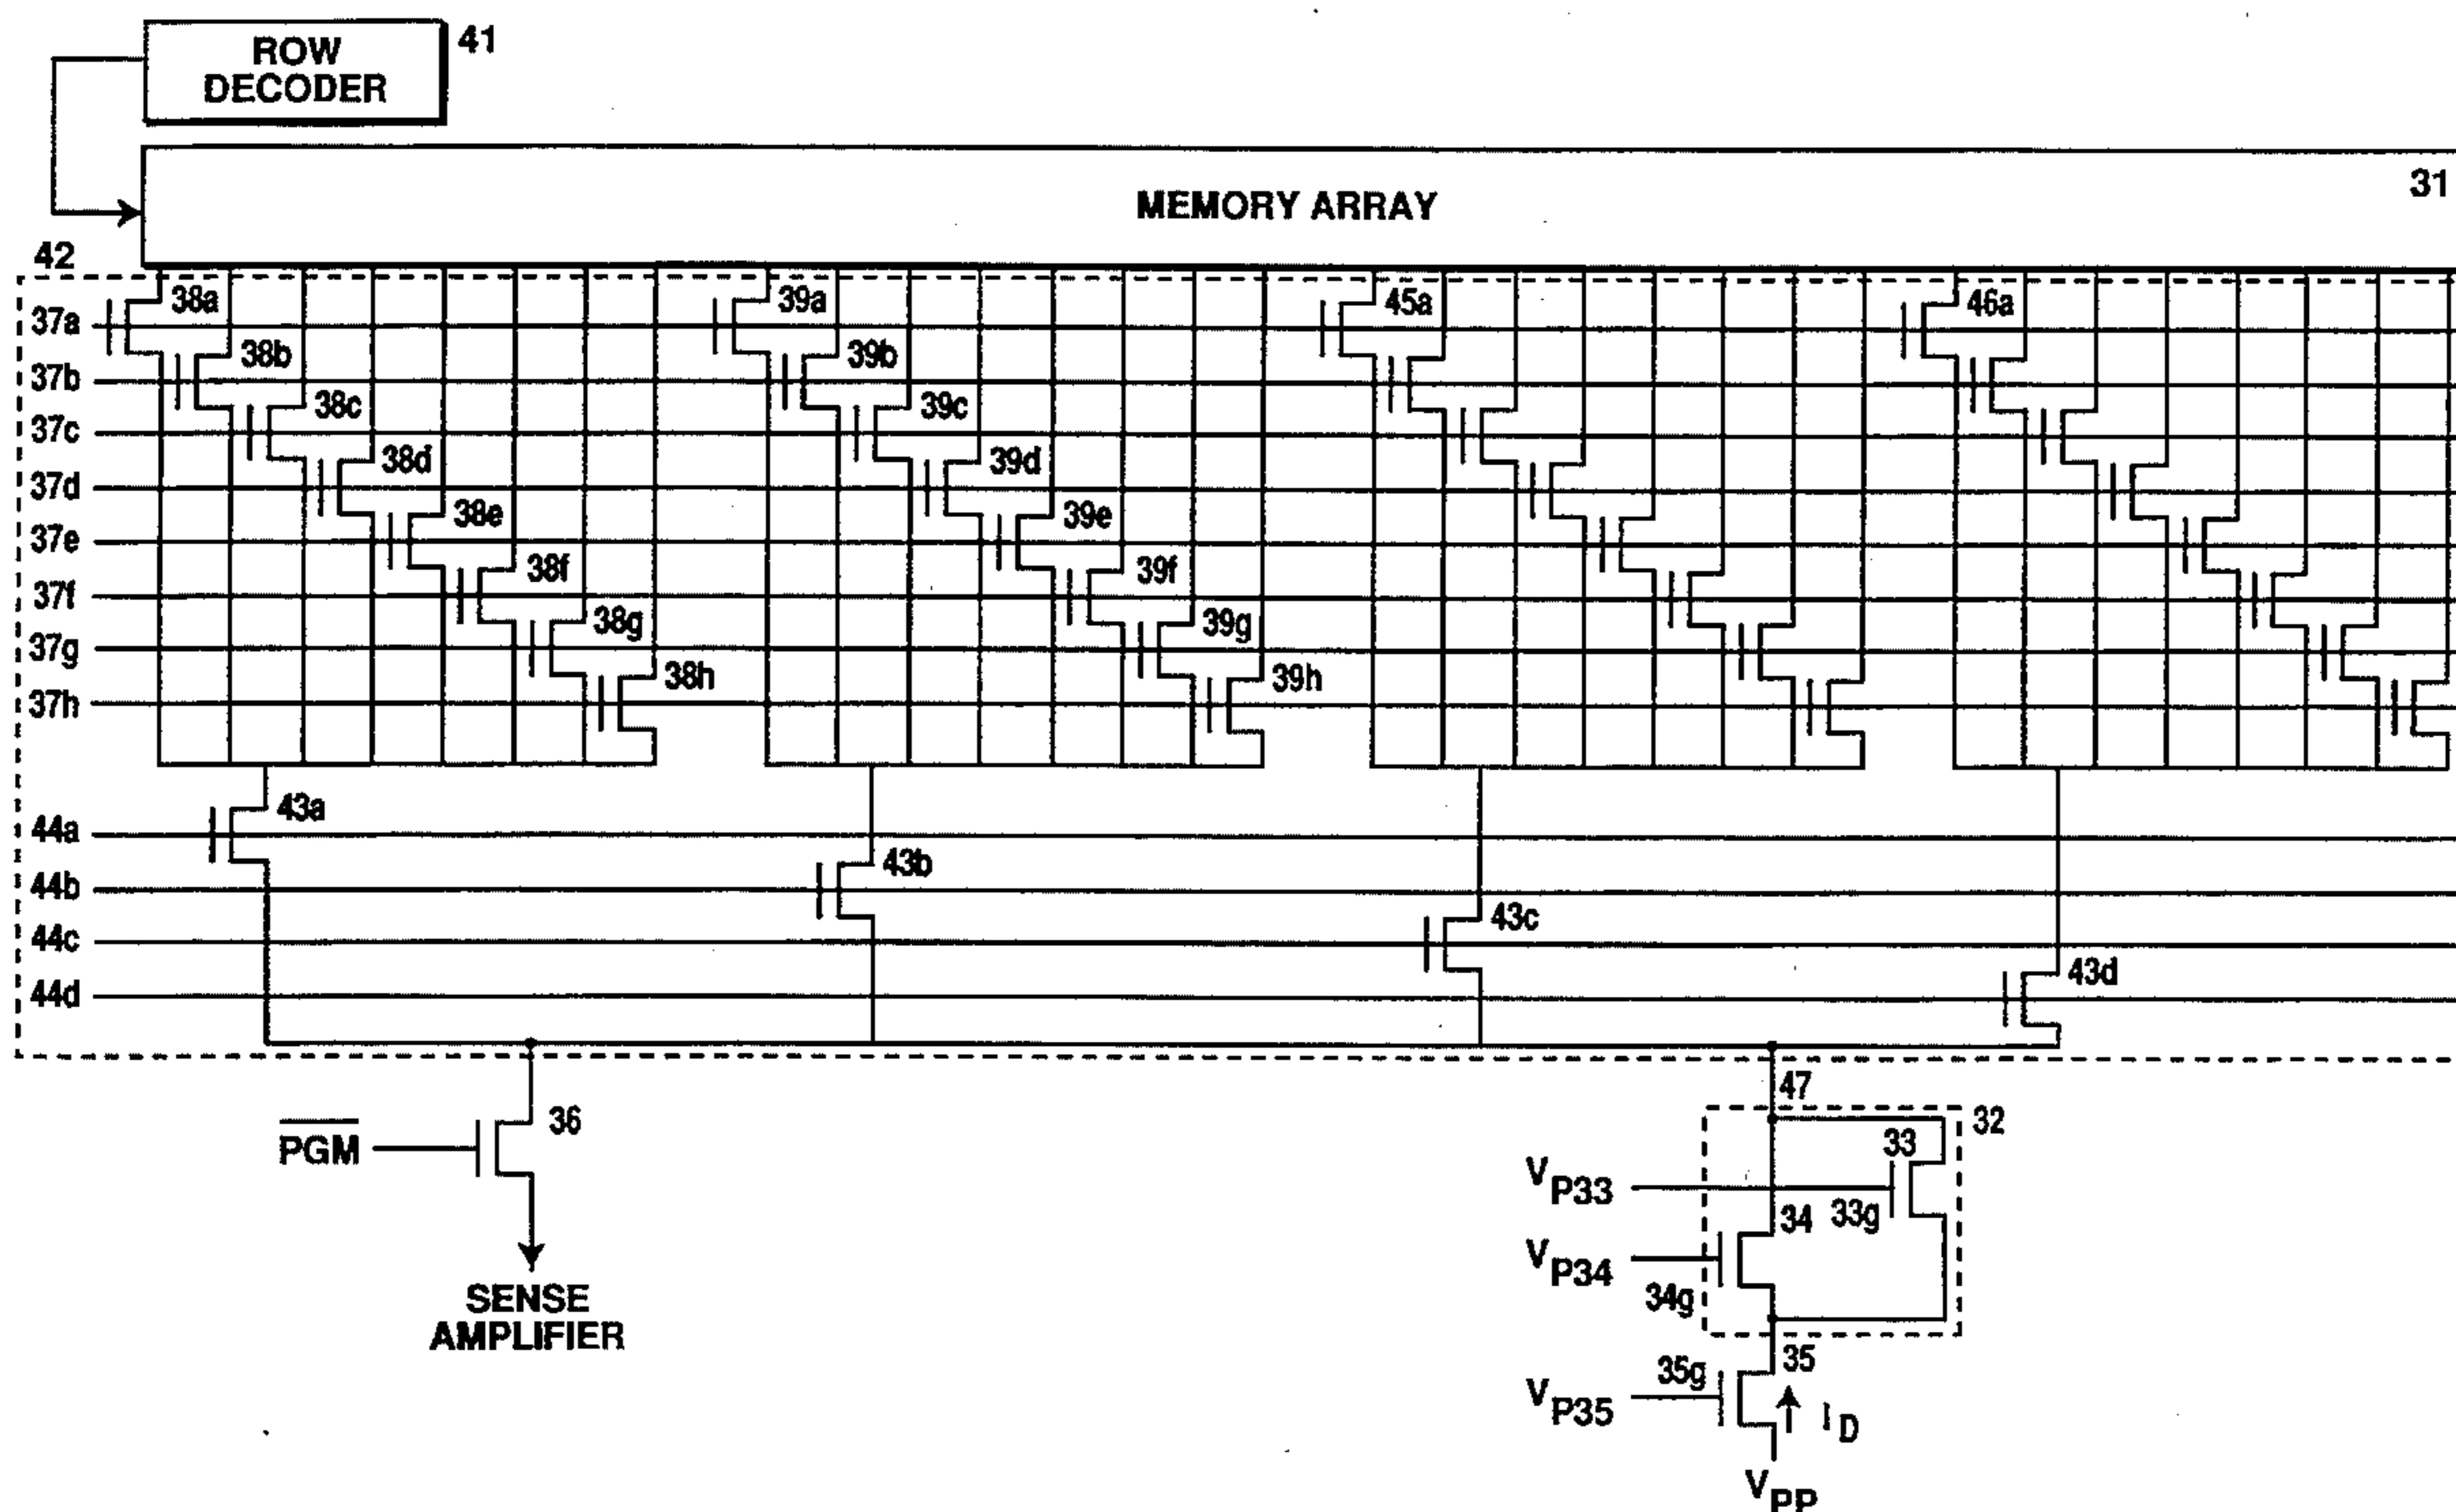 ROW
DECODER
41
MEMORY ARRAY
31
42
38a
39a
45a
46a
37a
38b
39b
37b
38c
39c
37c
38d
39d
37d
38e
39e
37e
38f
39f
37f
38g
39g
37g
38h
39h
37h
43a
44a
43b
44b
43c
44c
43d
44d
47
36
PGM
32
33
VP33
33g
34
VP34
34g
SENSE
AMPLIFIER
35
35g
VP35
ID
VPP